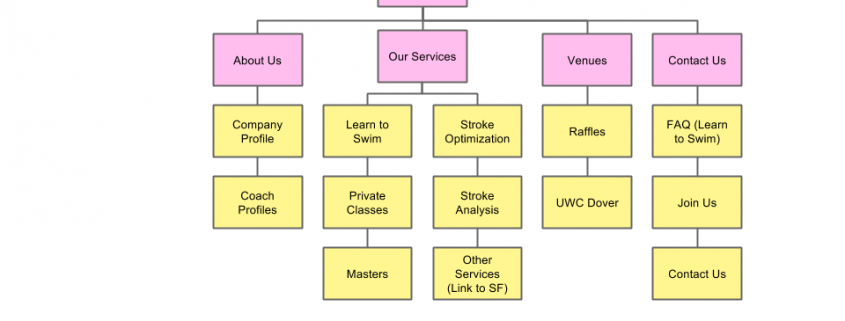 About Us
Our Services
Venues
Contact Us
Company
Profile
Learn to
Swim
Stroke
Optimization
Raffles
FAQ (Learn
to Swim)
Coach
Profiles
Private
Classes
Stroke
Analysis
UWC Dover
Join Us
Masters
Other
Services
(Link to SF)
Contact Us